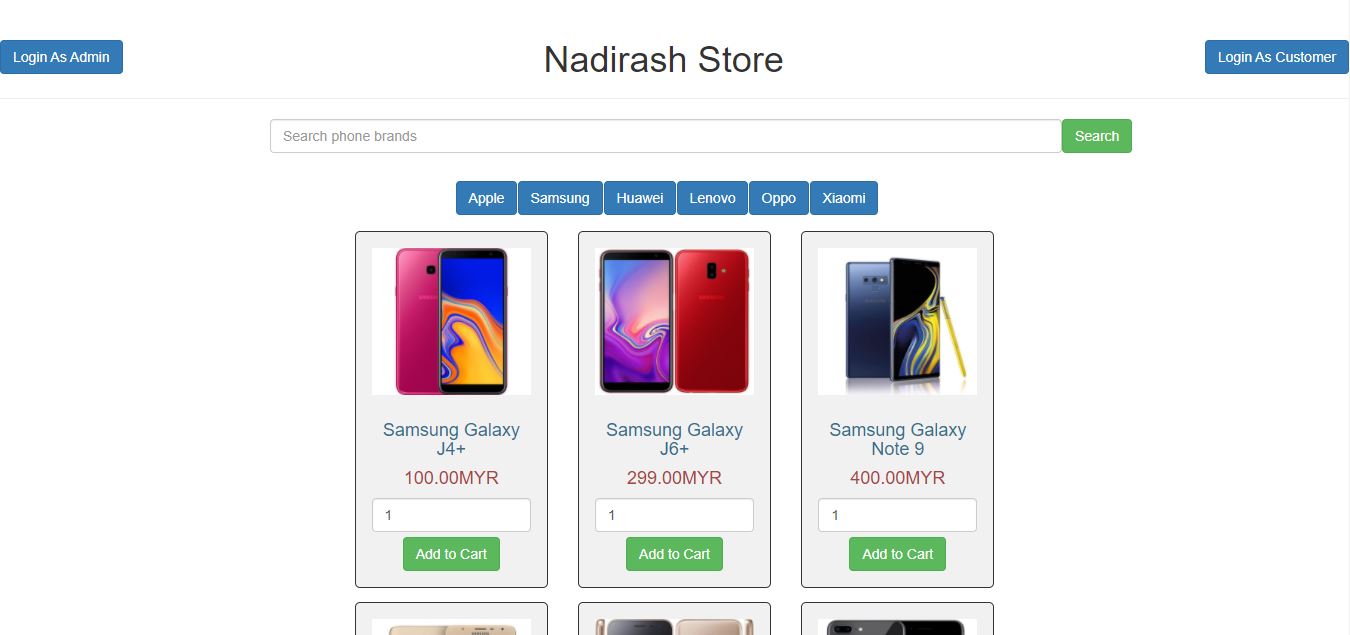 Login As Admin
Nadirash Store
Login As Customer
Search phone brands
Search
Apple
Samsung
Huawei
Lenovo
Oppo
Xiaomi
Samsung Galaxy
J4+
100.00MYR
1
Add to Cart
Samsung Galaxy
J6+
299.00MYR
1
Add to Cart
Samsung Galaxy
Note 9
400.00MYR
1
Add to Cart